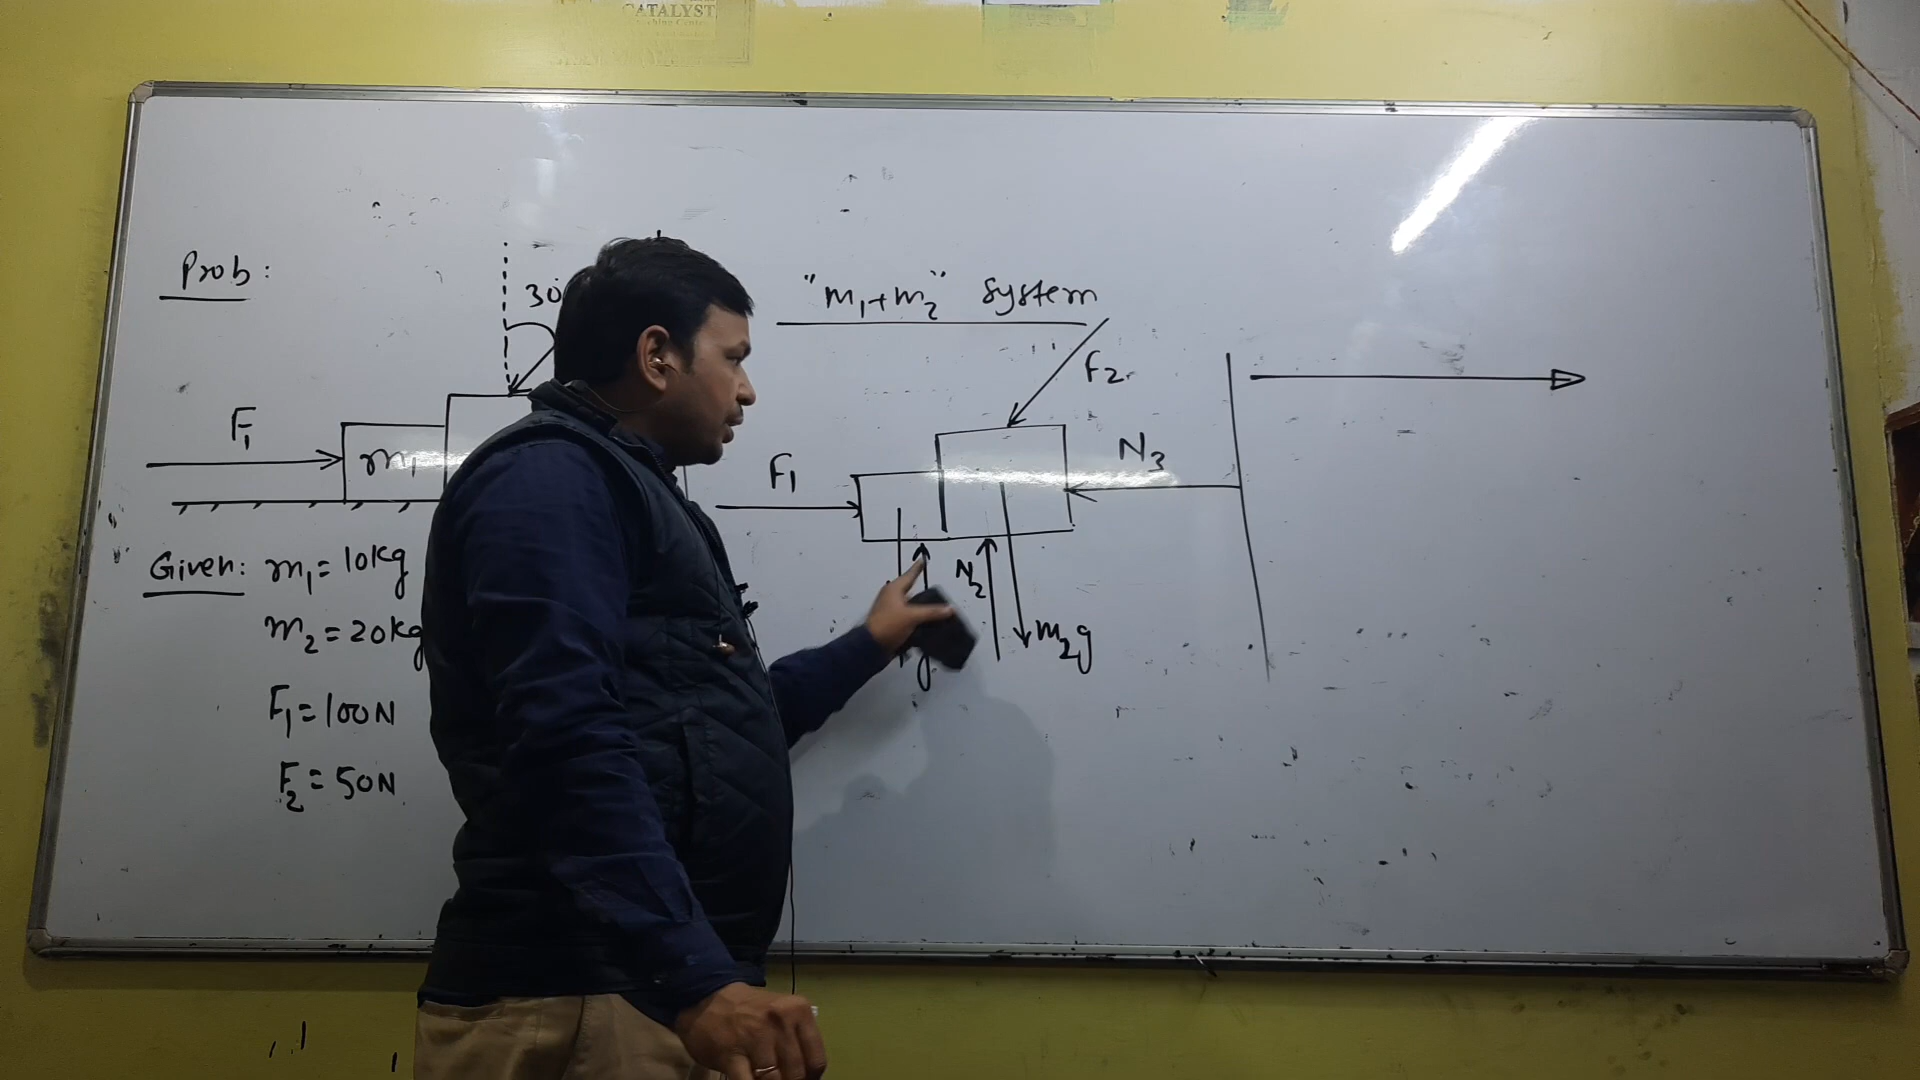 CATALYST
Prob:
30
"m₁+m₂" system
F₂
F₁
m₁
F₁
N₃
N₂
m₂g
g
Given: m₁=10kg
m₂=20kg
F₁=100N
F₂=50N